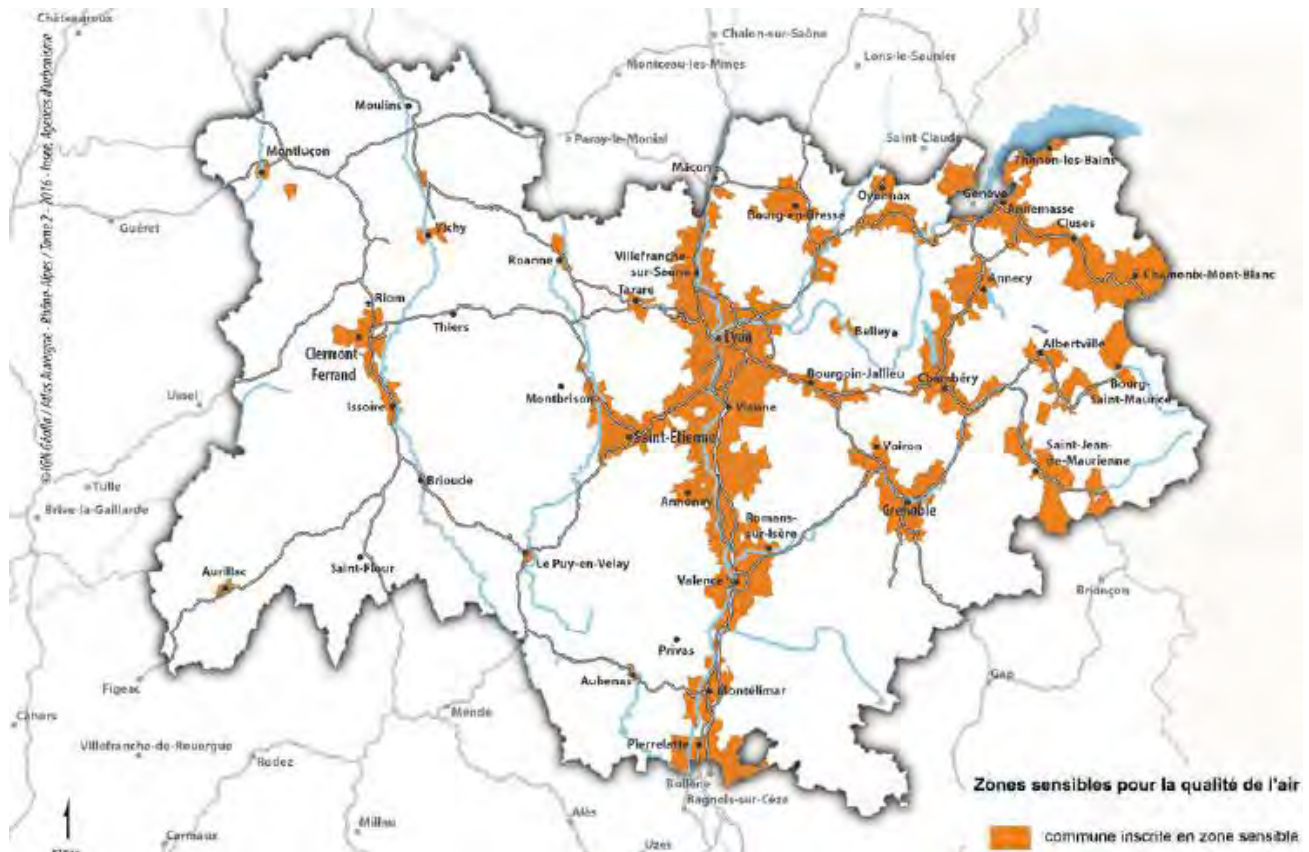 Châteauroux
Chalon-sur-Saône
Lons-le-Saunier
Montceau-les-Mines
Moulins
Paray-le-Monial
Saint-Claude
Montluçon
Thonon-les-Bains
Mâcon
Oyonnax
Genève
Bourg-en-Bresse
Annemasse
Guéret
Cluses
Vichy
Villefranche-
sur-Saône
Roanne
Chamonix-Mont-Blanc
Annecy
Tarare
Riom
Thiers
Lyon
Belley
Albertville
Clermont-
Ferrand
Bourgoin-Jallieu
Chambéry
Bourg-
Saint-Maurice
Ussel
Issoire
Montbrison
Vienne
Saint-Etienne
Voiron
Saint-Jean-
de-Maurienne
Tulle
Brioude
Annonay
Grenoble
Brive-la-Gaillarde
Romans-
sur-Isère
Saint-Flour
Le Puy-en-Velay
Aurillac
Valence
Briançon
Privas
Figeac
Aubenas
Montélimar
Gap
Cahors
Mende
Villefranche-de-Rouergue
Pierrelatte
Rodez
Bollène
Bagnols-sur-Cèze
Alès
Millau
Carmaux
Uzès
Zones sensibles pour la qualité de l'air
commune inscrite en zone sensible